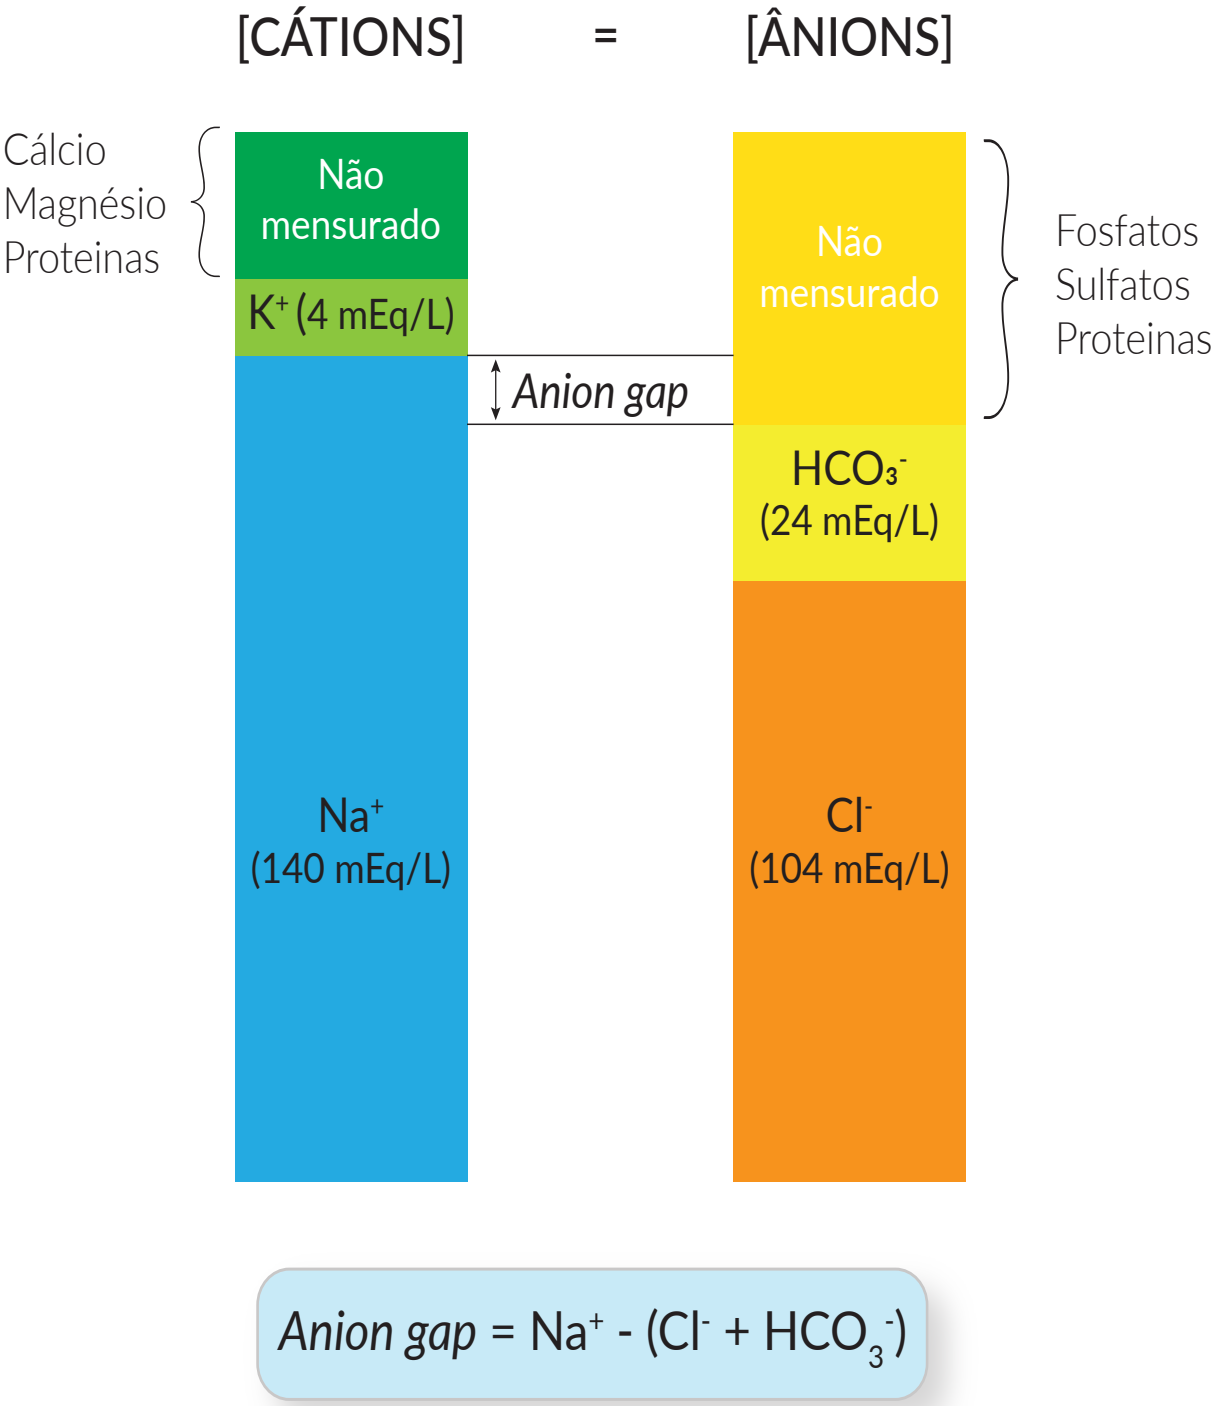 [CÁTIONS] = [ÂNIONS]
Cálcio
Magnésio
Proteinas
Não
mensurado
K⁺ (4 mEq/L)
Na⁺
(140 mEq/L)
Anion gap
Não
mensurado
HCO₃⁻
(24 mEq/L)
Cl⁻
(104 mEq/L)
Fosfatos
Sulfatos
Proteinas
Anion gap = Na⁺ - (Cl⁻ + HCO₃⁻)